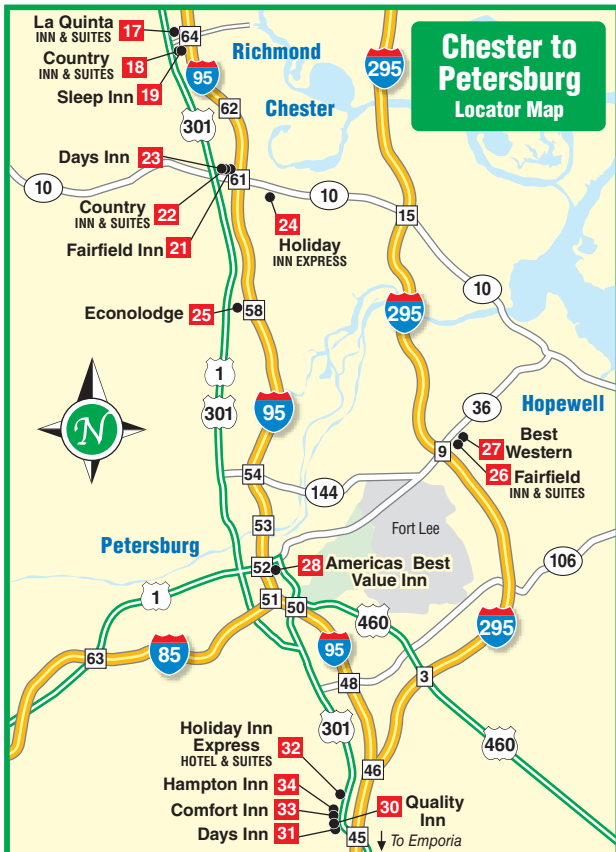 Chester to
Petersburg
Locator Map
La Quinta 17
INN & SUITES
Country 18
INN & SUITES
Sleep Inn 19
64
95
Richmond
295
Chester
62
301
Days Inn 23
61
10
Country 22
INN & SUITES
Fairfield Inn 21
24
Holiday
INN EXPRESS
10
15
10
Econolodge 25
58
295
1
301
95
N
36
Hopewell
27 Best
Western
9
26 Fairfield
INN & SUITES
54
144
53
Fort Lee
Petersburg
52
28 Americas Best
Value Inn
106
1
51
50
460
295
63
85
95
48
3
301
460
Holiday Inn
Express 32
HOTEL & SUITES
46
Hampton Inn 34
Comfort Inn 33
30 Quality
Inn
Days Inn 31
45
To Emporia